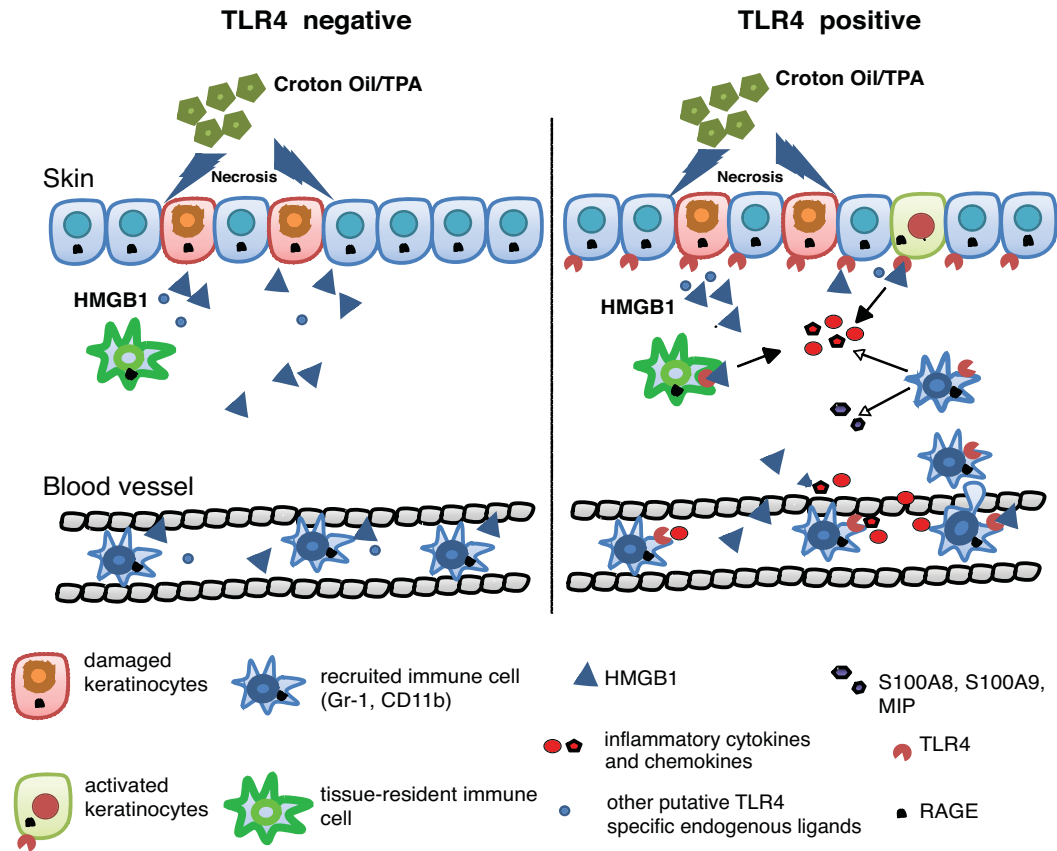 TLR4 negative
TLR4 positive
Croton Oil/TPA
Croton Oil/TPA
Skin
Necrosis
Necrosis
HMGB1
HMGB1
Blood vessel
damaged
keratinocytes
recruited immune cell
(Gr-1, CD11b)
HMGB1
S100A8, S100A9,
MIP
inflammatory cytokines
and chemokines
TLR4
activated
keratinocytes
tissue-resident immune
cell
other putative TLR4
specific endogenous ligands
RAGE